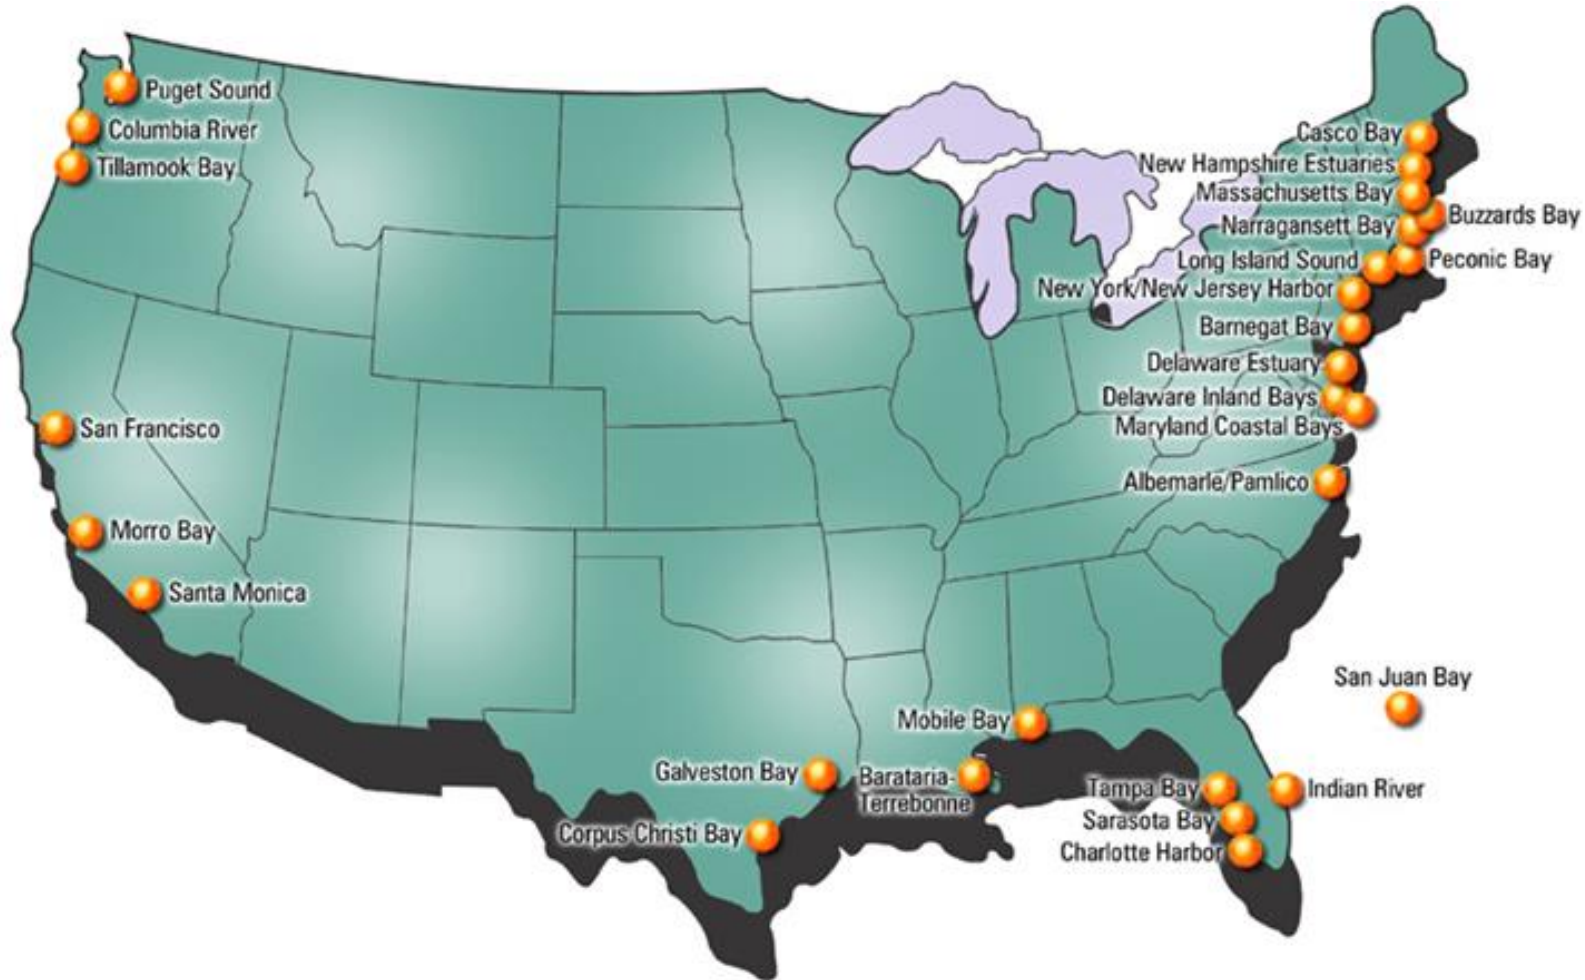 Puget Sound
Columbia River
Tillamook Bay
San Francisco
Morro Bay
Santa Monica
Casco Bay
New Hampshire Estuaries
Massachusetts Bay
Buzzards Bay
Narragansett Bay
Long Island Sound
Peconic Bay
New York/New Jersey Harbor
Barnegat Bay
Delaware Estuary
Delaware Inland Bays
Maryland Coastal Bays
Albemarle/Pamlico
San Juan Bay
Mobile Bay
Galveston Bay
Barataria-
Terrebonne
Corpus Christi Bay
Tampa Bay
Indian River
Sarasota Bay
Charlotte Harbor